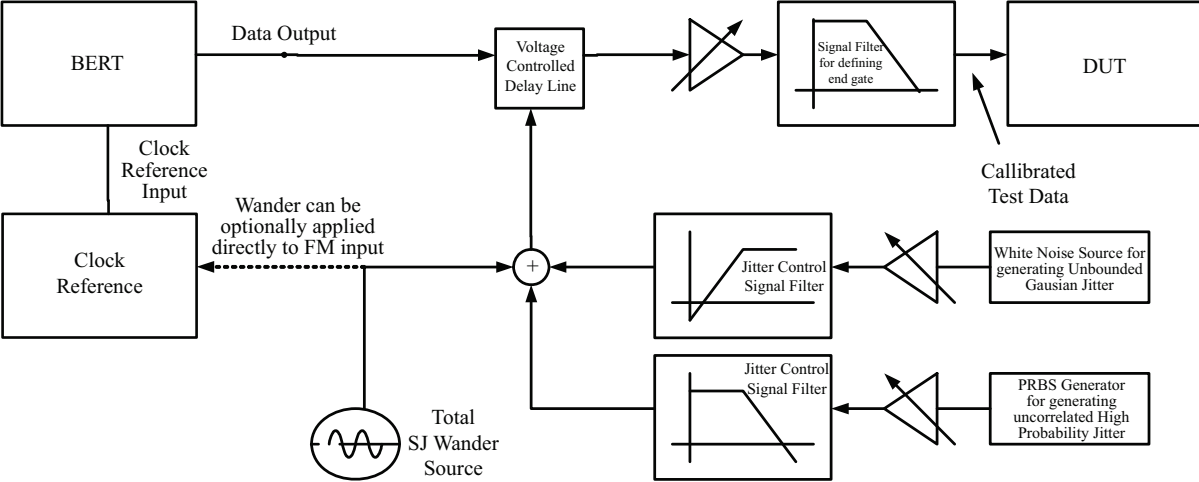 BERT
Data Output
Voltage
Controlled
Delay Line
Signal Filter
for defining
end gate
DUT
Clock
Reference
Input
Callibrated
Test Data
Wander can be
optionally applied
directly to FM input
Clock
Reference
+
Jitter Control
Signal Filter
White Noise Source for
generating Unbounded
Gausian Jitter
Jitter Control
Signal Filter
PRBS Generator
for generating
uncorrelated High
Probability Jitter
Total
SJ Wander
Source